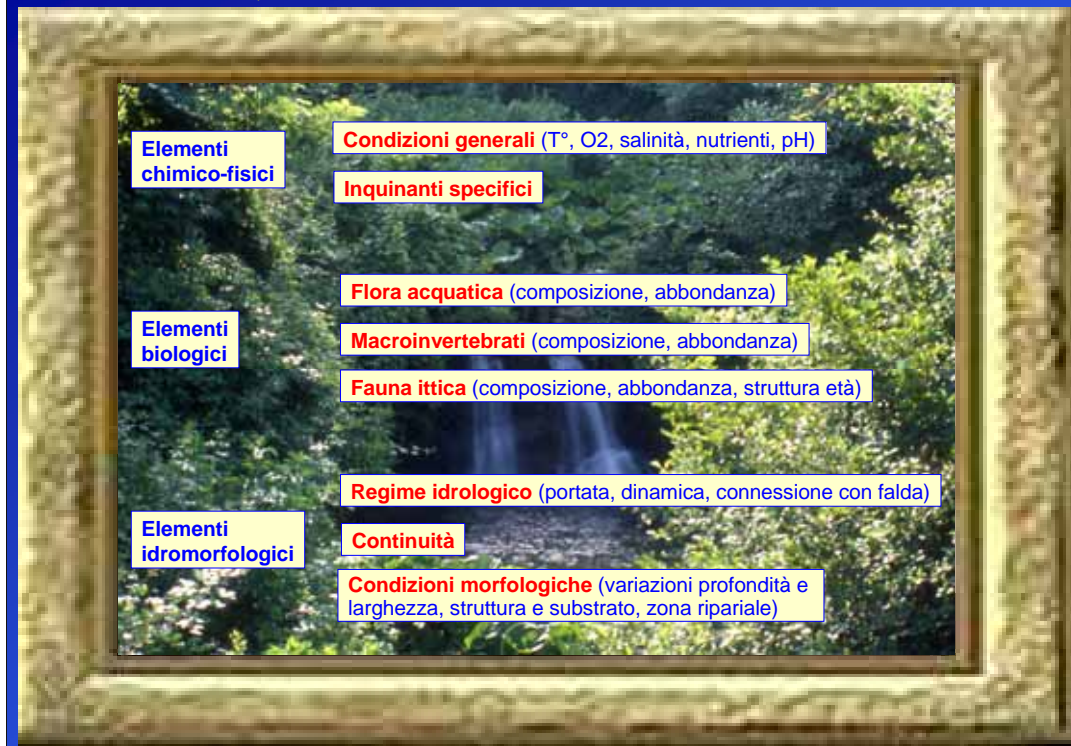 Elementi
chimico-fisici
Condizioni generali (T°, O2, salinità, nutrienti, pH)
Inquinanti specifici
Elementi
biologici
Flora acquatica (composizione, abbondanza)
Macroinvertebrati (composizione, abbondanza)
Fauna ittica (composizione, abbondanza, struttura età)
Elementi
idromorfologici
Regime idrologico (portata, dinamica, connessione con falda)
Continuità
Condizioni morfologiche (variazioni profondità e
larghezza, struttura e substrato, zona ripariale)